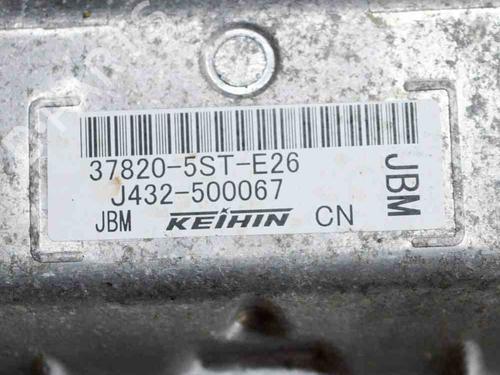 37820-5ST-E26
J432-500067
JBM KEIHIN CN
JBM